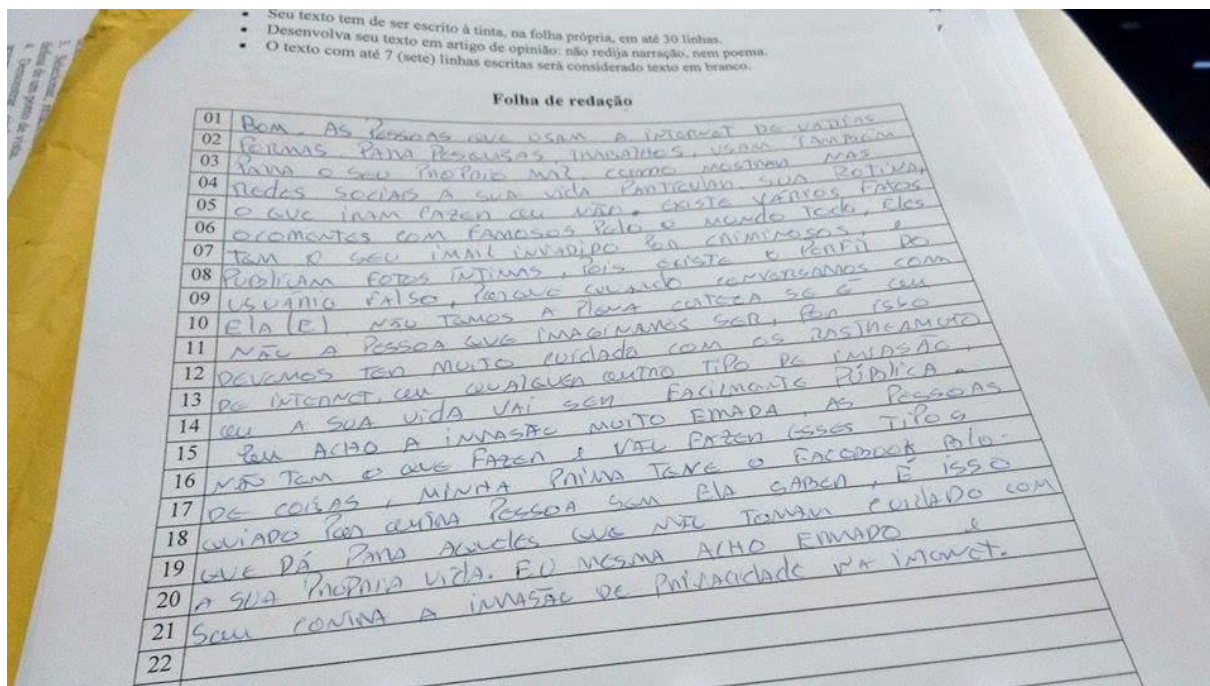 Seu texto tem de ser escrito à tinta, na folha própria, em até 30 linhas.
Desenvolva seu texto em artigo de opinião: não redija narração, nem poema.
O texto com até 7 (sete) linhas escritas será considerado texto em branco.
Folha de redação
01 Bom, As Pessoas que usam a internet de várias
02 formas, para pesquisas, trabalhos, usam também
03 para o seu proprio mal, como mostram nas
04 redes sociais a sua vida particular, sua rotina,
05 o que iram fazer ou não. existe vários fatos
06 ocorrentes com famosos pelo o mundo todo, eles
07 tem o seu imail invadido por criminosos, e
08 publicam fotos íntimas, pois existe o perfil do
09 usuário falso, porque quando conversamos com
10 ela (e) não temos a plena certeza se é ou
11 não a pessoa que imaginamos ser, por isso
12 devemos ter muito cuidado com os rastreamento
13 de internet, ou qualquer outro tipo de invasão,
14 ou a sua vida vai ser facilmente pública.
15 Eu acho a invasão muito errada, as pessoas
16 não tem o que fazer e vão fazer esses tipos
17 de coisas, minha prima teve o facebook blo-
18 quiado por outra pessoa sem ela saber, é isso
19 que dá para aqueles que não tomam cuidado com
20 a sua propria vida. Eu mesma acho errado e
21 sou contra a invasão de privacidade na internet.
22